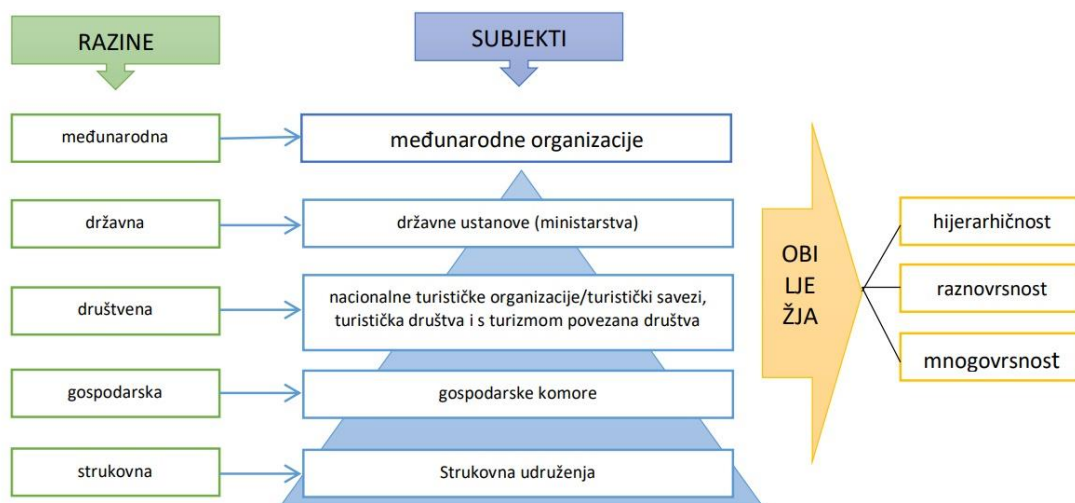 RAZINE
SUBJEKTI
međunarodna
međunarodne organizacije
državna
državne ustanove (ministarstva)
društvena
nacionalne turističke organizacije/turistički savezi,
turistička društva i s turizmom povezana društva
gospodarska
gospodarske komore
strukovna
Strukovna udruženja
OBI
LJE
ŽJA
hijerarhičnost
raznovrsnost
mnogovrsnost